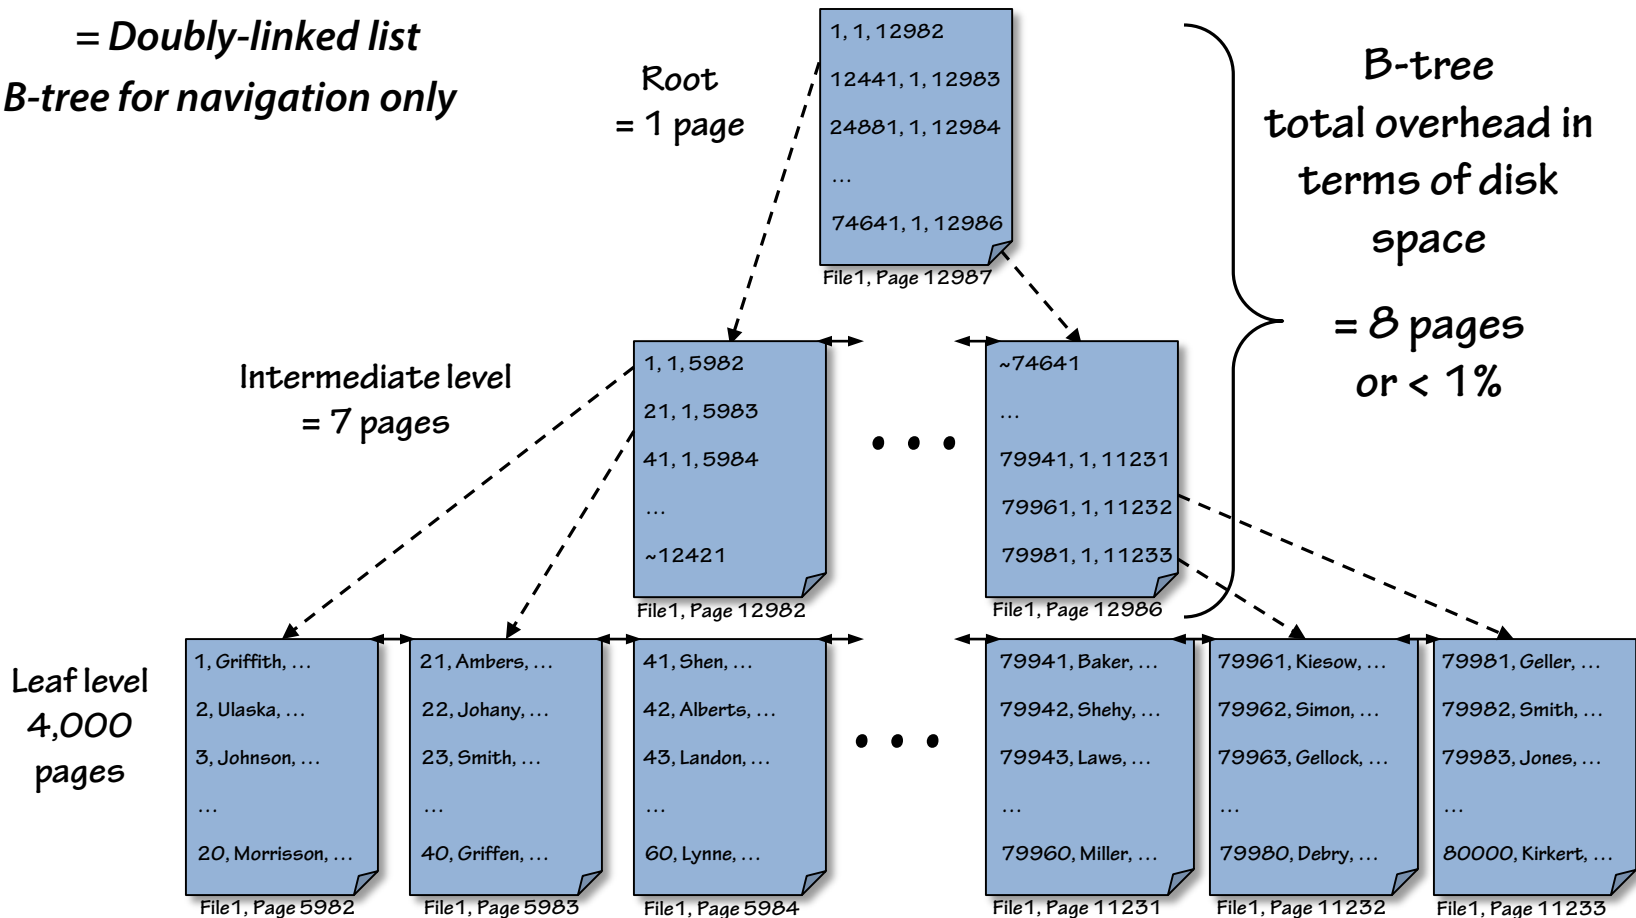 = Doubly-linked list
B-tree for navigation only
Root
= 1 page
1, 1, 12982
12441, 1, 12983
24881, 1, 12984
...
74641, 1, 12986
File1, Page 12987
B-tree
total overhead in
terms of disk
space
= 8 pages
or < 1%
Intermediate level
= 7 pages
1, 1, 5982
21, 1, 5983
41, 1, 5984
...
~12421
File1, Page 12982
~74641
...
79941, 1, 11231
79961, 1, 11232
79981, 1, 11233
File1, Page 12986
Leaf level
4,000
pages
1, Griffith, ...
2, Ulaska, ...
3, Johnson, ...
...
20, Morrisson, ...
File1, Page 5982
21, Ambers, ...
22, Johany, ...
23, Smith, ...
...
40, Griffen, ...
File1, Page 5983
41, Shen, ...
42, Alberts, ...
43, Landon, ...
...
60, Lynne, ...
File1, Page 5984
79941, Baker, ...
79942, Shehy, ...
79943, Laws, ...
...
79960, Miller, ...
File1, Page 11231
79961, Kiesow, ...
79962, Simon, ...
79963, Gellock, ...
...
79980, Debry, ...
File1, Page 11232
79981, Geller, ...
79982, Smith, ...
79983, Jones, ...
...
80000, Kirkert, ...
File1, Page 11233